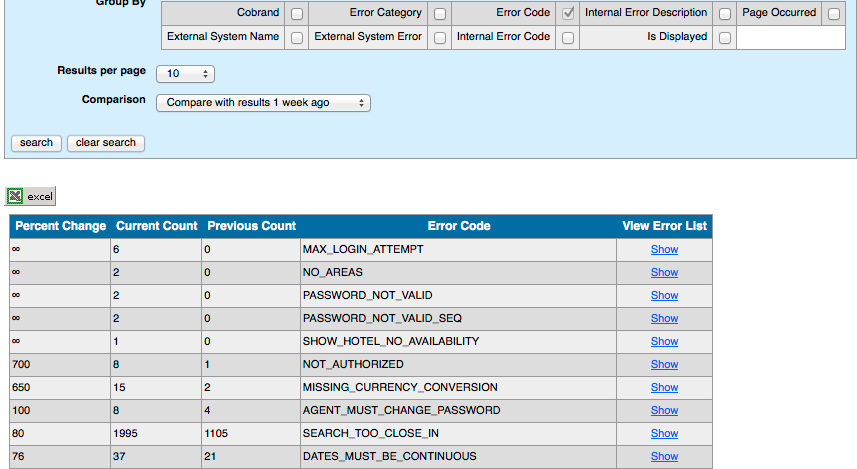 Group By
Cobrand Error Category Error Code Internal Error Description Page Occurred
External System Name External System Error Internal Error Code Is Displayed
Results per page 10
Comparison Compare with results 1 week ago
search clear search
excel
Percent Change Current Count Previous Count Error Code View Error List
∞ 6 0 MAX_LOGIN_ATTEMPT Show
∞ 2 0 NO_AREAS Show
∞ 2 0 PASSWORD_NOT_VALID Show
∞ 2 0 PASSWORD_NOT_VALID_SEQ Show
∞ 1 0 SHOW_HOTEL_NO_AVAILABILITY Show
700 8 1 NOT_AUTHORIZED Show
650 15 2 MISSING_CURRENCY_CONVERSION Show
100 8 4 AGENT_MUST_CHANGE_PASSWORD Show
80 1995 1105 SEARCH_TOO_CLOSE_IN Show
76 37 21 DATES_MUST_BE_CONTINUOUS Show